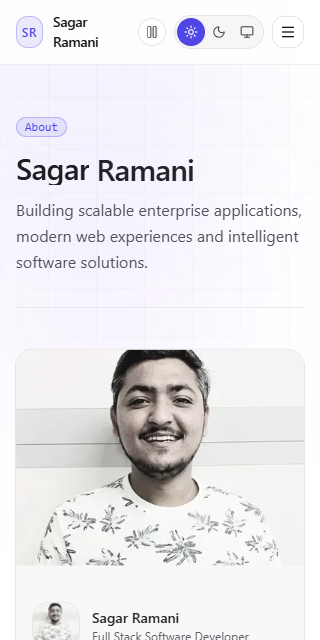 SR
Sagar
Ramani
About
Sagar Ramani
Building scalable enterprise applications,
modern web experiences and intelligent
software solutions.
Sagar Ramani
Full Stack Software Developer